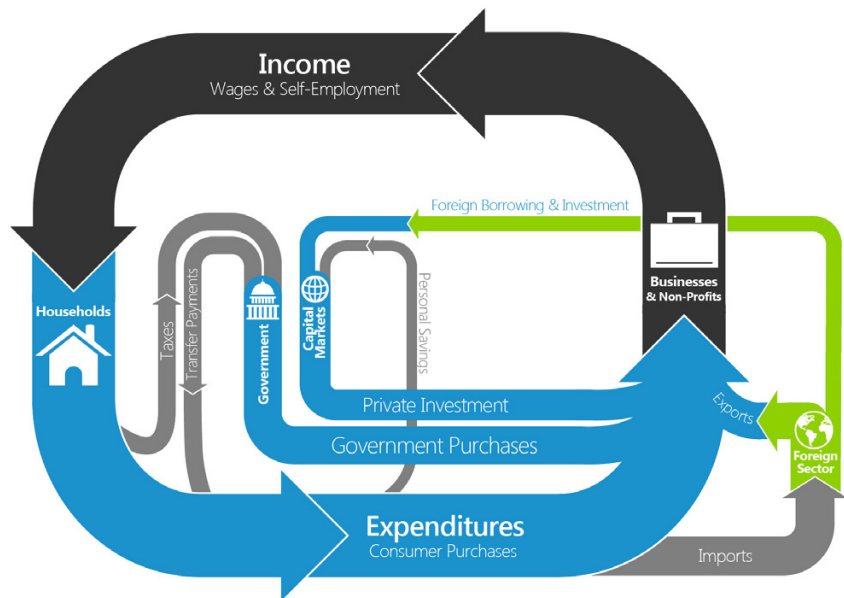 Income
Wages & Self-Employment
Foreign Borrowing & Investment
Households
Taxes
Transfer Payments
Government
Capital
Markets
Personal Savings
Businesses
& Non-Profits
Private Investment
Government Purchases
Exports
Foreign
Sector
Expenditures
Consumer Purchases
Imports